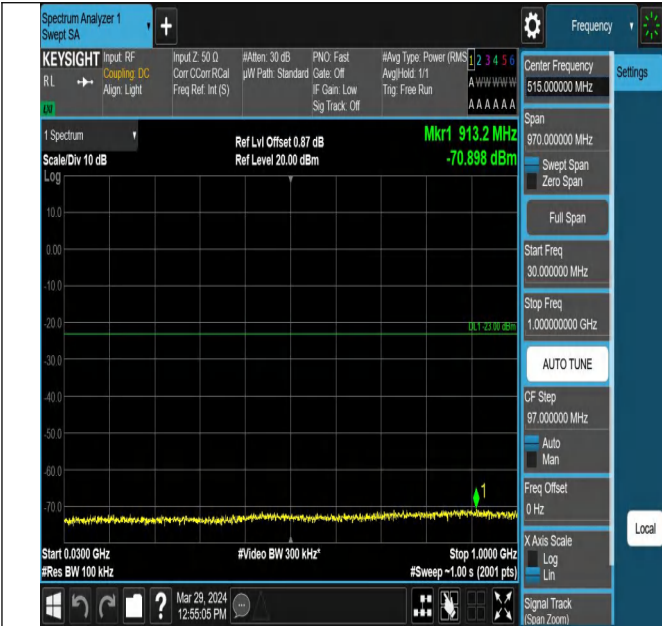 Spectrum Analyzer 1
Swept SA
Frequency
KEYSIGHT
RL
Input: RF
Coupling: DC
Align: Light
Input Z: 50 Ω
Corr CCorr RCal
Freq Ref: Int (S)
#Atten: 30 dB
µW Path: Standard
PNO: Fast
Gate: Off
IF Gain: Low
Sig Track: Off
#Avg Type: Power (RMS
Avg|Hold: 1/1
Trig: Free Run
1 2 3 4 5 6
A W W W W W
A A A A A A
1 Spectrum
Scale/Div 10 dB
Ref Lvl Offset 0.87 dB
Ref Level 20.00 dBm
Mkr1 913.2 MHz
-70.898 dBm
Log
10.0
0.00
-10.0
-20.0
-30.0
-40.0
-50.0
-60.0
-70.0
DL1 -23.00 dBm
1
Start 0.0300 GHz
#Res BW 100 kHz
#Video BW 300 kHz*
Stop 1.0000 GHz
#Sweep ~1.00 s (2001 pts)
Mar 29, 2024
12:55:05 PM
Center Frequency
515.000000 MHz
Settings
Span
970.000000 MHz
Swept Span
Zero Span
Full Span
Start Freq
30.000000 MHz
Stop Freq
1.000000000 GHz
AUTO TUNE
CF Step
97.000000 MHz
Auto
Man
Freq Offset
0 Hz
Local
X Axis Scale
Log
Lin
Signal Track
(Span Zoom)